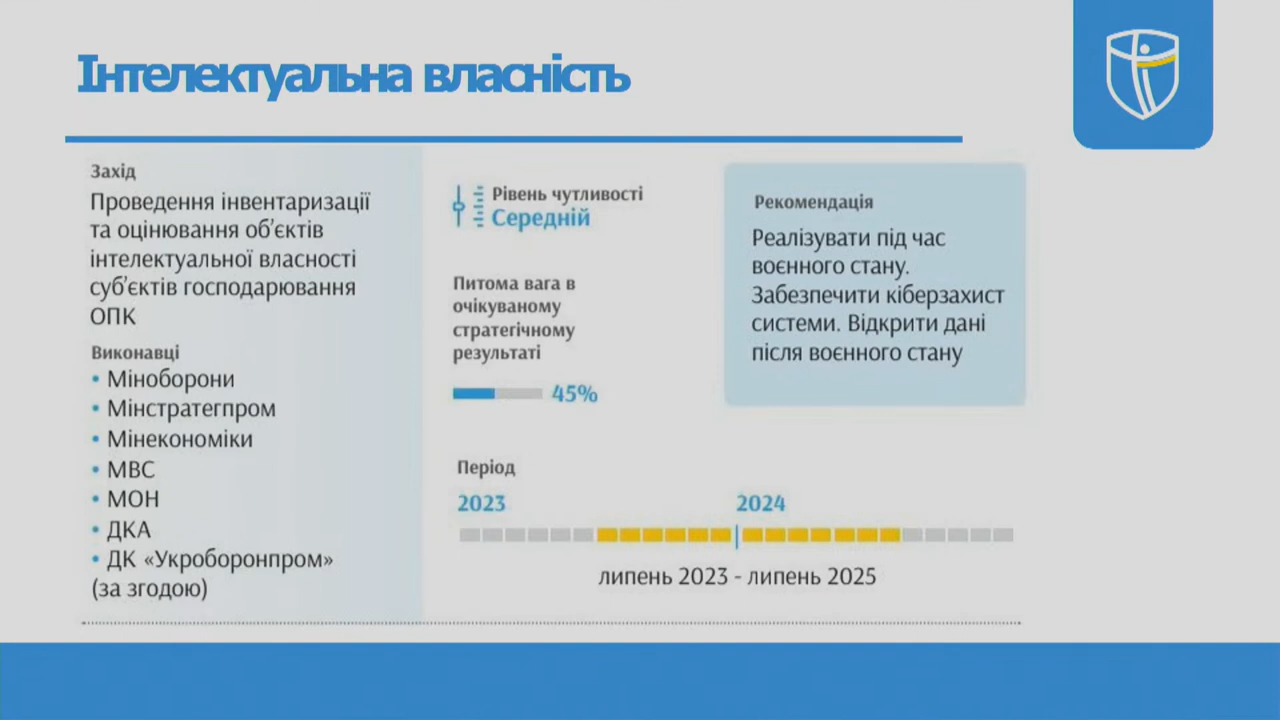 Інтелектуальна власність
Захід
Проведення інвентаризації
та оцінювання об’єктів
інтелектуальної власності
суб’єктів господарювання
ОПК
Виконавці
• Міноборони
• Мінстратегпром
• Мінекономіки
• МВС
• МОН
• ДКА
• ДК «Укроборонпром»
(за згодою)
Рівень чутливості
Середній
Питома вага в
очікуваному
стратегічному
результаті
45%
Період
2023
2024
липень 2023 - липень 2025
Рекомендація
Реалізувати під час
воєнного стану.
Забезпечити кіберзахист
системи. Відкрити дані
після воєнного стану